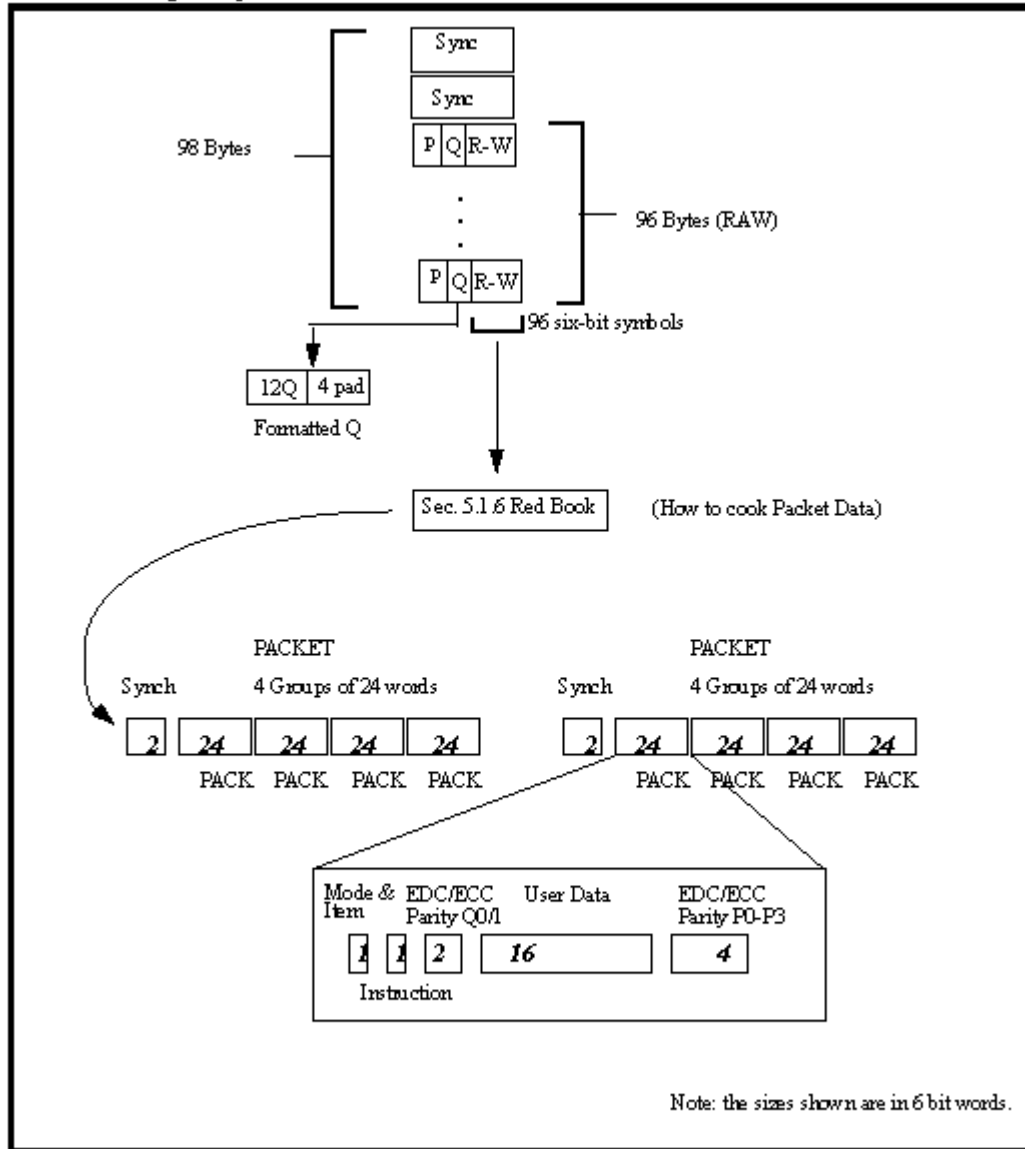 Sync
Sync
98 Bytes
P Q R-W
96 Bytes (RAW)
P Q R-W
96 six-bit symbols
12Q 4 pad
Formatted Q
Sec. 5.1.6 Red Book (How to cook Packet Data)
PACKET PACKET
Synch 4 Groups of 24 words Synch 4 Groups of 24 words
2 24 24 24 24 2 24 24 24 24
PACK PACK PACK PACK PACK PACK PACK PACK
Mode & EDC/ECC User Data EDC/ECC
Item Parity Q0/1 Parity P0-P3
1 1 2 16 4
Instruction
Note: the sizes shown are in 6 bit words.